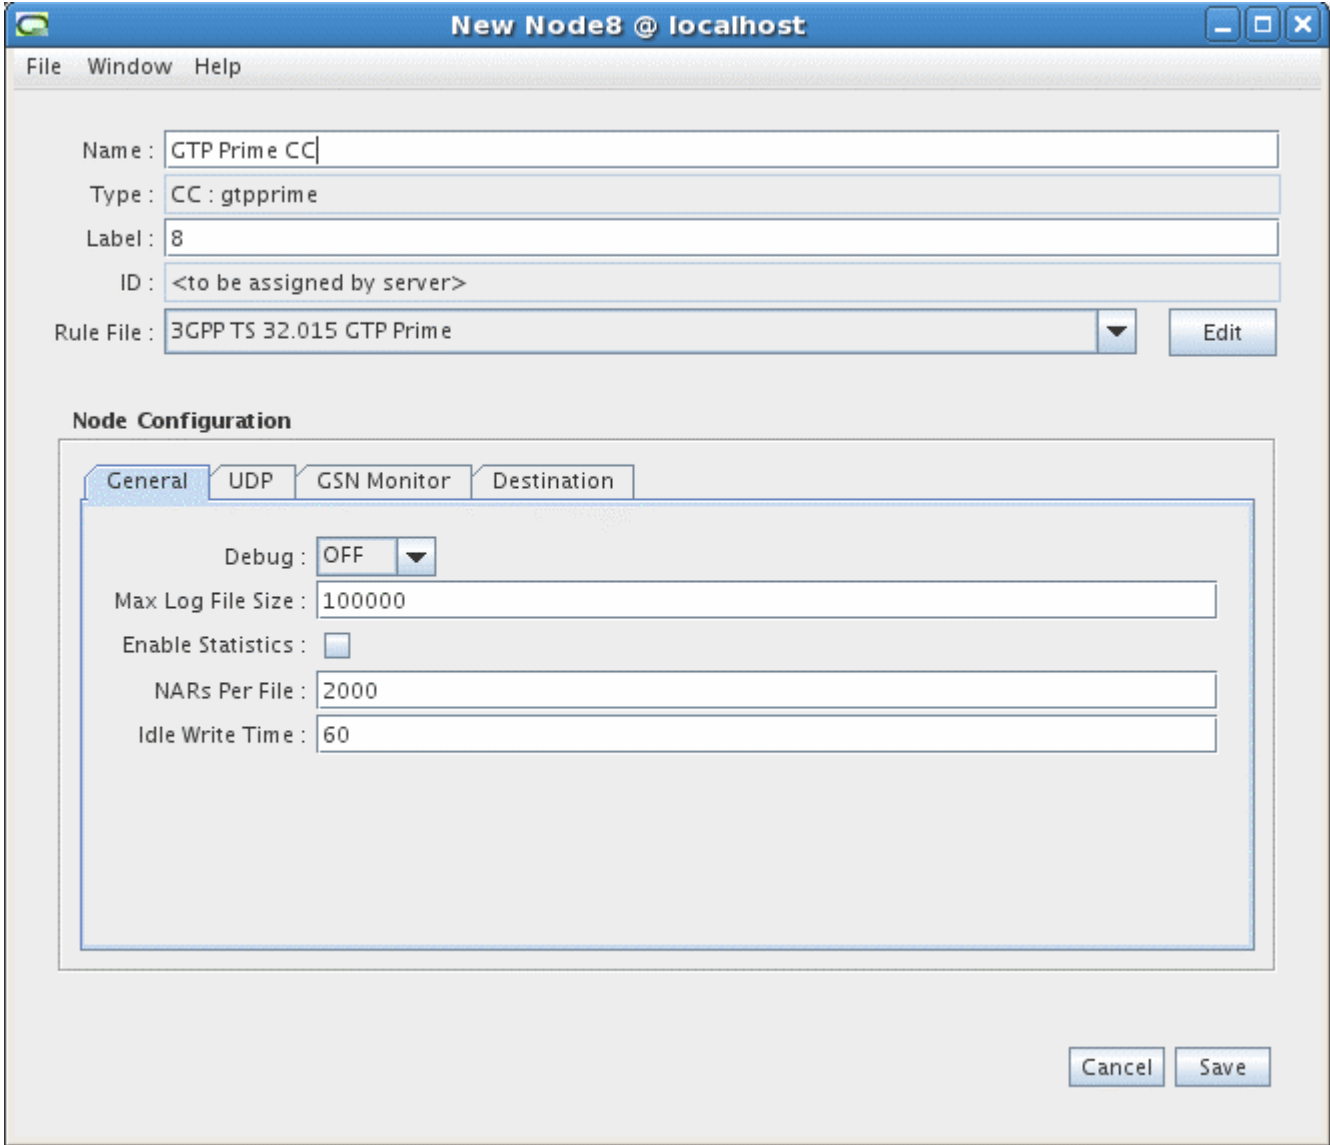 New Node8 @ localhost
File Window Help
Name : GTP Prime CC
Type : CC : gtpprime
Label : 8
ID : <to be assigned by server>
Rule File : 3GPP TS 32.015 GTP Prime Edit
Node Configuration
General UDP GSN Monitor Destination
Debug : OFF
Max Log File Size : 100000
Enable Statistics :
NARs Per File : 2000
Idle Write Time : 60
Cancel Save